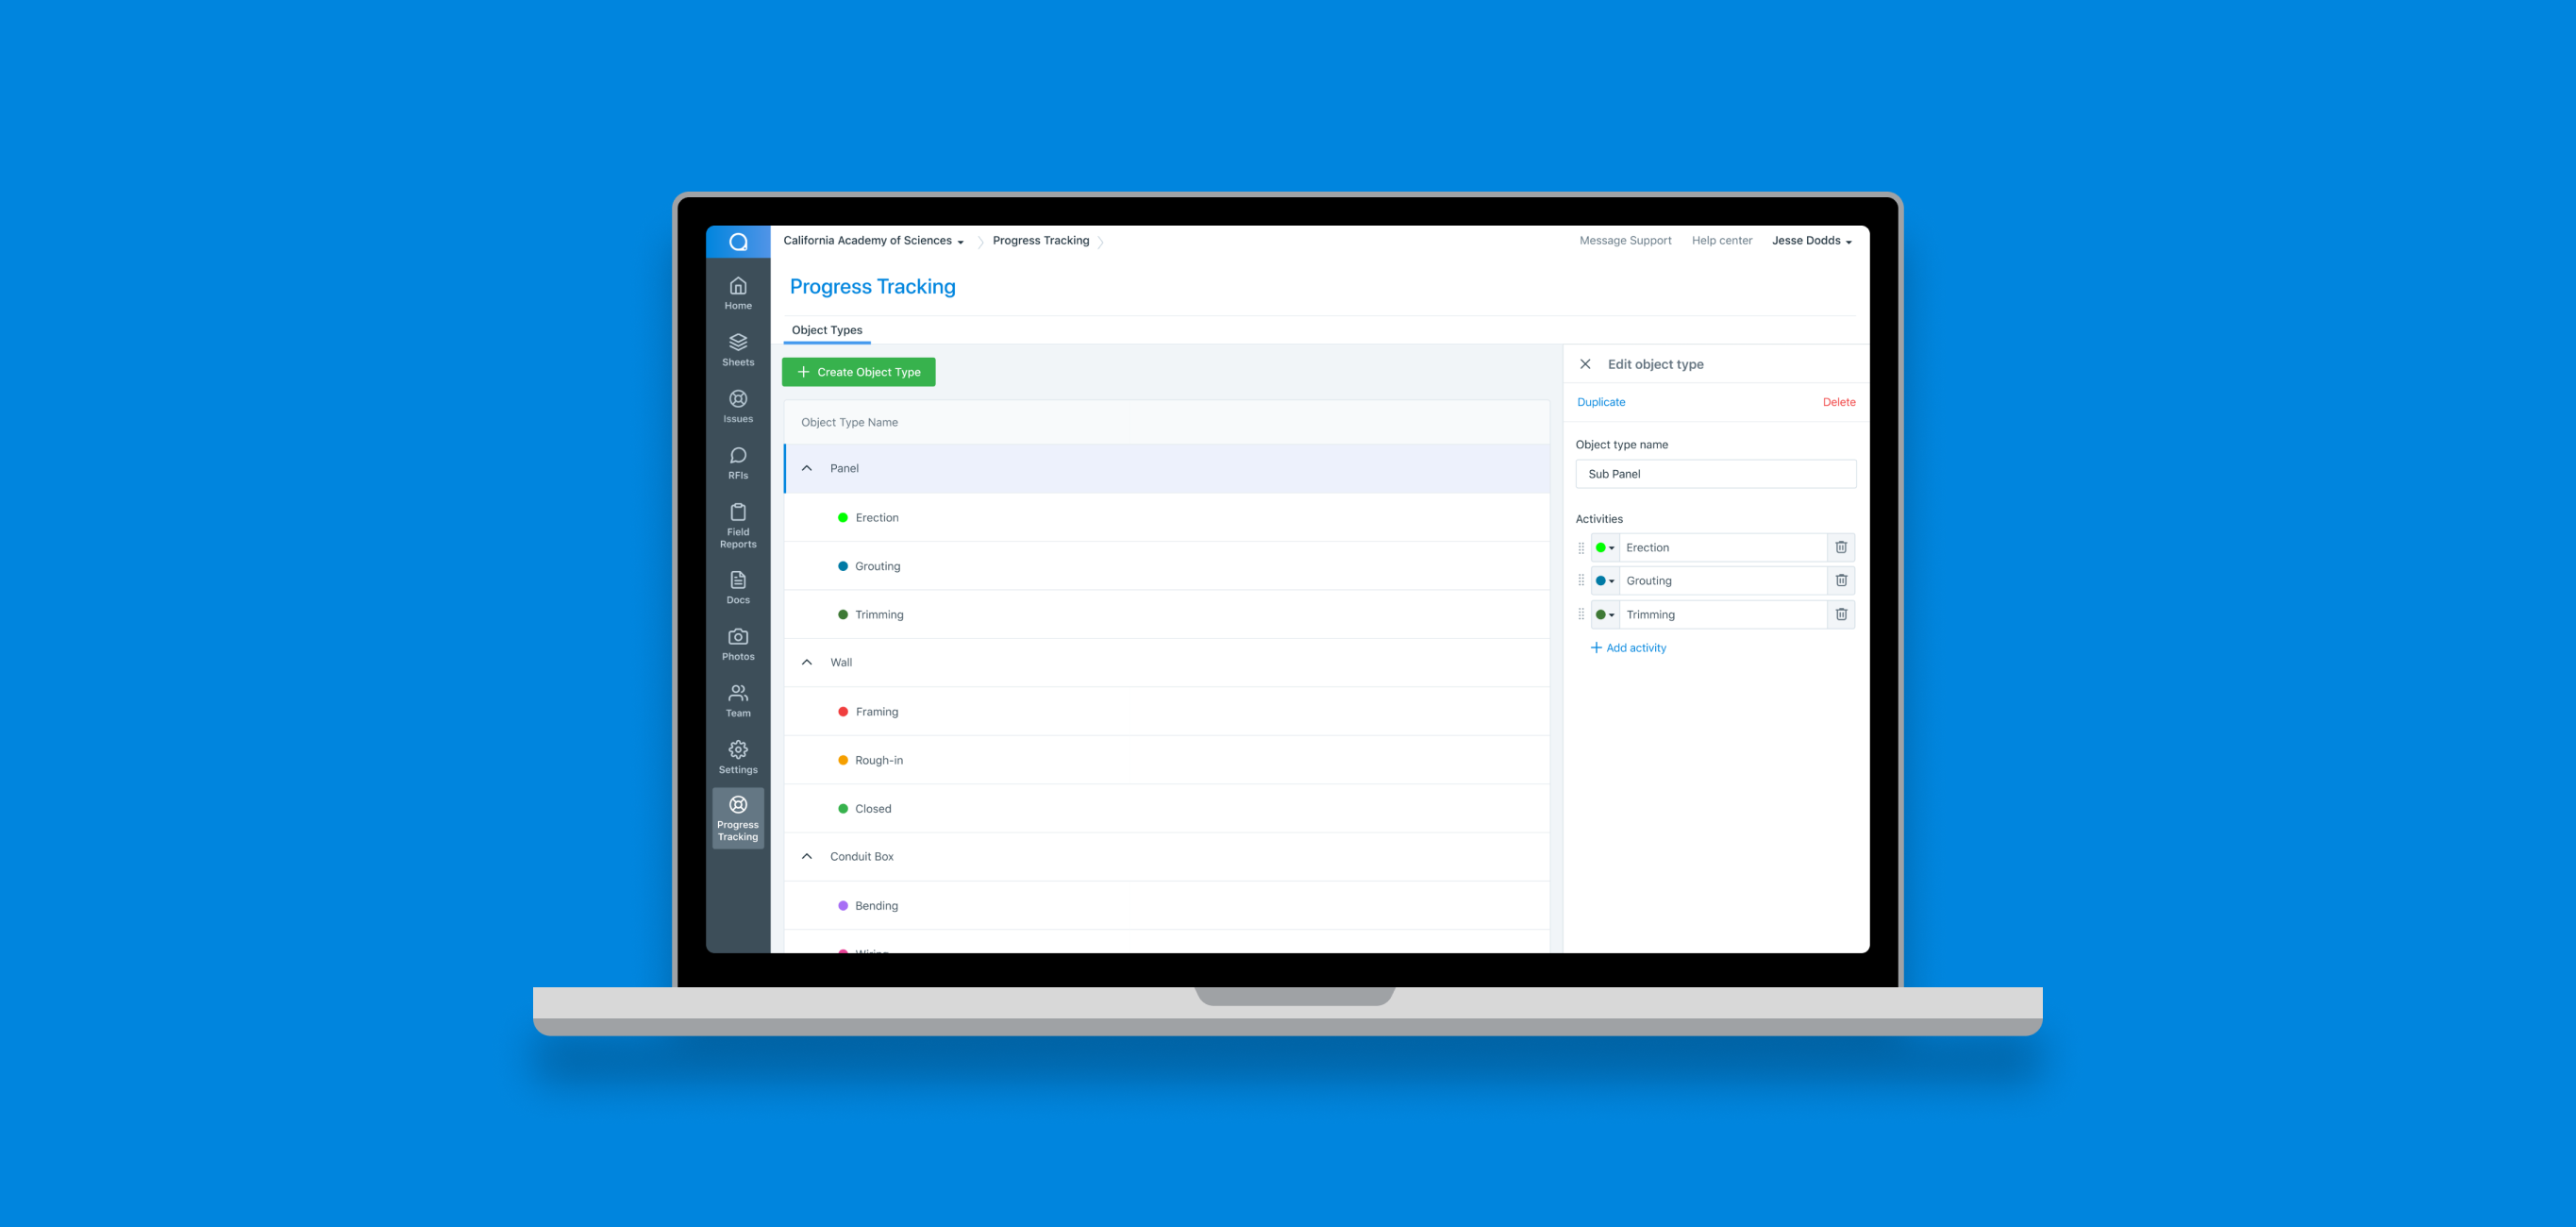 California Academy of Sciences
Progress Tracking
Message Support
Help center
Jesse Dodds
Home
Sheets
Issues
RFIs
Field
Reports
Docs
Photos
Team
Settings
Progress
Tracking
Progress Tracking
Object Types
Create Object Type
Object Type Name
Panel
Erection
Grouting
Trimming
Wall
Framing
Rough-in
Closed
Conduit Box
Bending
Wiring
Edit object type
Duplicate
Delete
Object type name
Sub Panel
Activities
Erection
Grouting
Trimming
Add activity